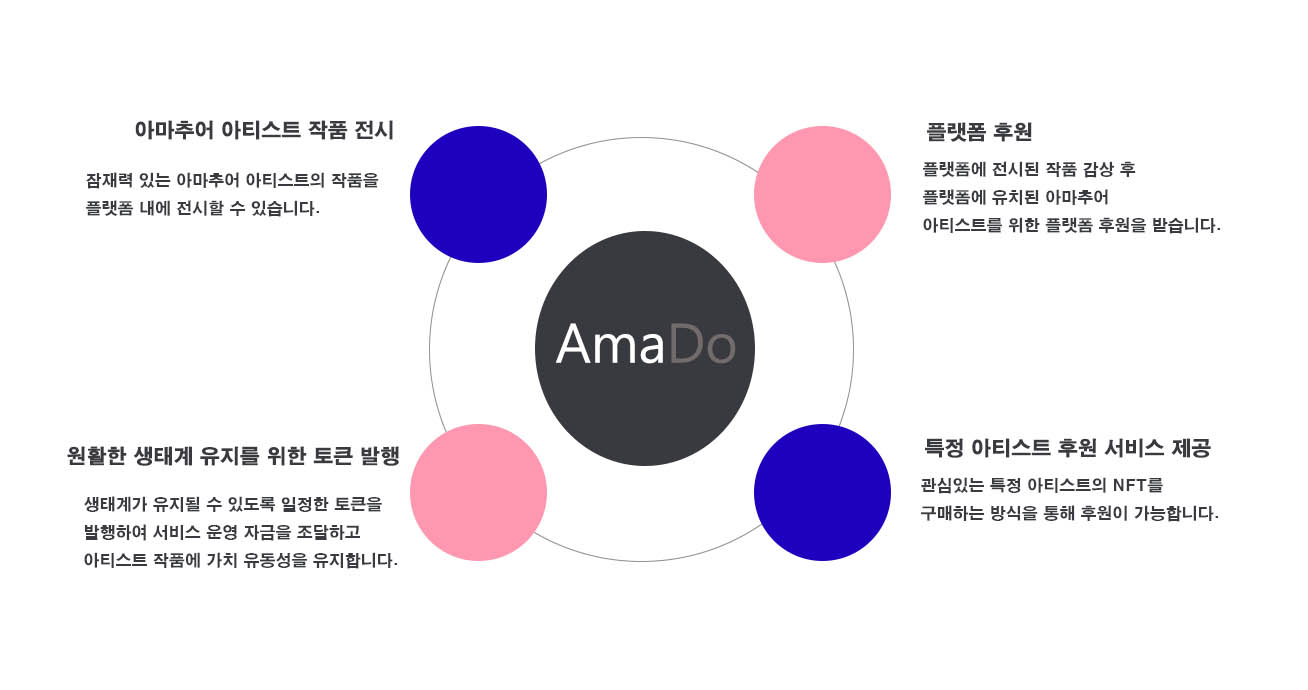 아마추어 아티스트 작품 전시
잠재력 있는 아마추어 아티스트의 작품을
플랫폼 내에 전시할 수 있습니다.
플랫폼 후원
플랫폼에 전시된 작품 감상 후
플랫폼에 유치된 아마추어
아티스트를 위한 플랫폼 후원을 받습니다.
AmaDo
원활한 생태계 유지를 위한 토큰 발행
생태계가 유지될 수 있도록 일정한 토큰을
발행하여 서비스 운영 자금을 조달하고
아티스트 작품에 가치 유동성을 유지합니다.
특정 아티스트 후원 서비스 제공
관심있는 특정 아티스트의 NFT를
구매하는 방식을 통해 후원이 가능합니다.